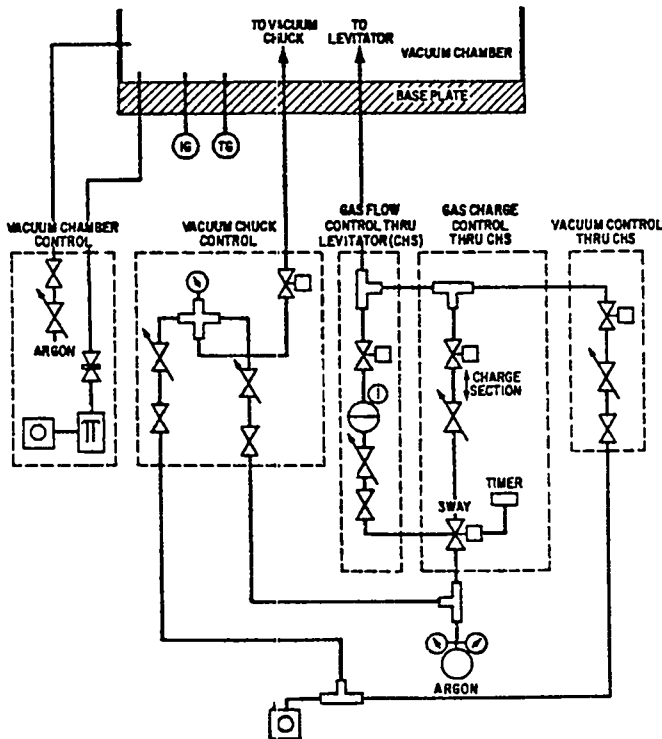 TO VACUUM
CHUCK
TO
LEVITATOR
VACUUM CHAMBER
BASE PLATE
IG
TG
VACUUM CHAMBER
CONTROL
VACUUM CHUCK
CONTROL
GAS FLOW
CONTROL THRU
LEVITATOR (CHS)
GAS CHARGE
CONTROL
THRU CHS
VACUUM CONTROL
THRU CHS
ARGON
I
CHARGE
SECTION
TIMER
3WAY
ARGON